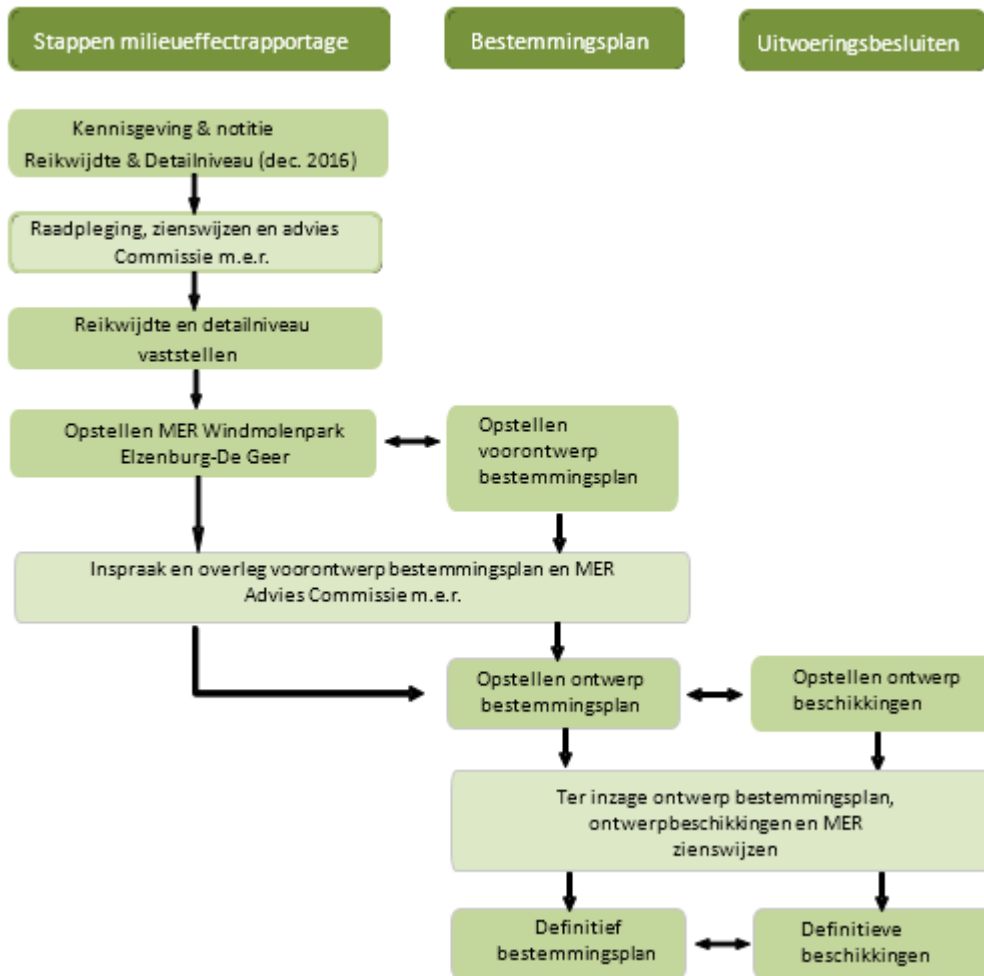 Stappen milieueffectrapportage
Bestemmingsplan
Uitvoeringsbesluiten
Kennisgeving & notitie
Reikwijdte & Detailniveau (dec. 2016)
Raadpleging, zienswijzen en advies
Commissie m.e.r.
Reikwijdte en detailniveau
vaststellen
Opstellen MER Windmolenpark
Elzenburg-De Geer
Opstellen
voorontwerp
bestemmingsplan
Inspraak en overleg voorontwerp bestemmingsplan en MER
Advies Commissie m.e.r.
Opstellen ontwerp
bestemmingsplan
Opstellen ontwerp
beschikkingen
Ter inzage ontwerp bestemmingsplan,
ontwerpbeschikkingen en MER
zienswijzen
Definitief
bestemmingsplan
Definitieve
beschikkingen